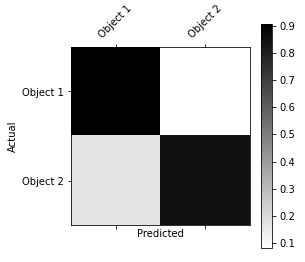 Object 1
Object 2
Object 1
Object 2
Actual
Predicted
0.9
0.8
0.7
0.6
0.5
0.4
0.3
0.2
0.1